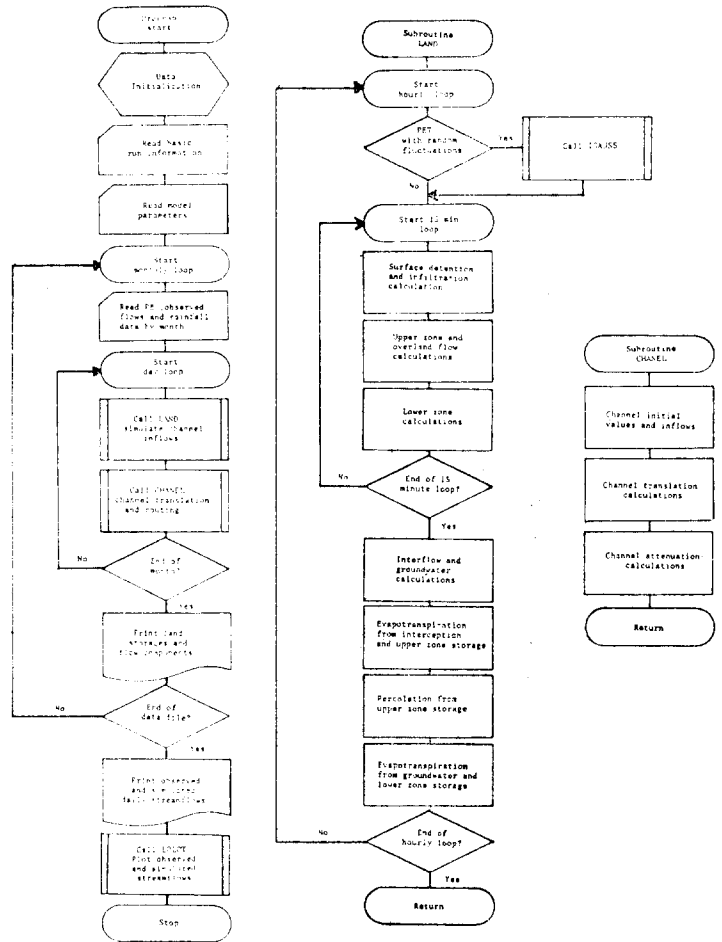 Program
start
Data
Initialization
Read basic
run information
Read model
parameters
Start
monthly loop
Read PE observed
flows and rainfall
data by month
Start
day loop
Call LAND
simulate channel
inflows
Call CHANEL
channel translation
and routing
No
End of
month?
Yes
Print land
storages and
flow components
No
End of
data file?
Yes
Print observed
and simulated
daily streamflows
Call
Plot observed
and simulated
streamflows
Stop
Subroutine
LAND
Start
hourly loop
PET
with random
fluctuations
Yes
Call
No
Start 15 min
loop
Surface detention
and infiltration
calculation
Upper zone and
overland flow
calculations
Lower zone
calculations
No
End of 15
minute loop?
Yes
Interflow and
groundwater
calculations
Evapotranspiration
from interception
and upper zone storage
Percolation from
upper zone storage
Evapotranspiration
from groundwater and
lower zone storage
No
End of
hourly loop?
Yes
Return
Subroutine
CHANEL
Channel initial
values and inflows
Channel translation
calculations
Channel attenuation
calculations
Return